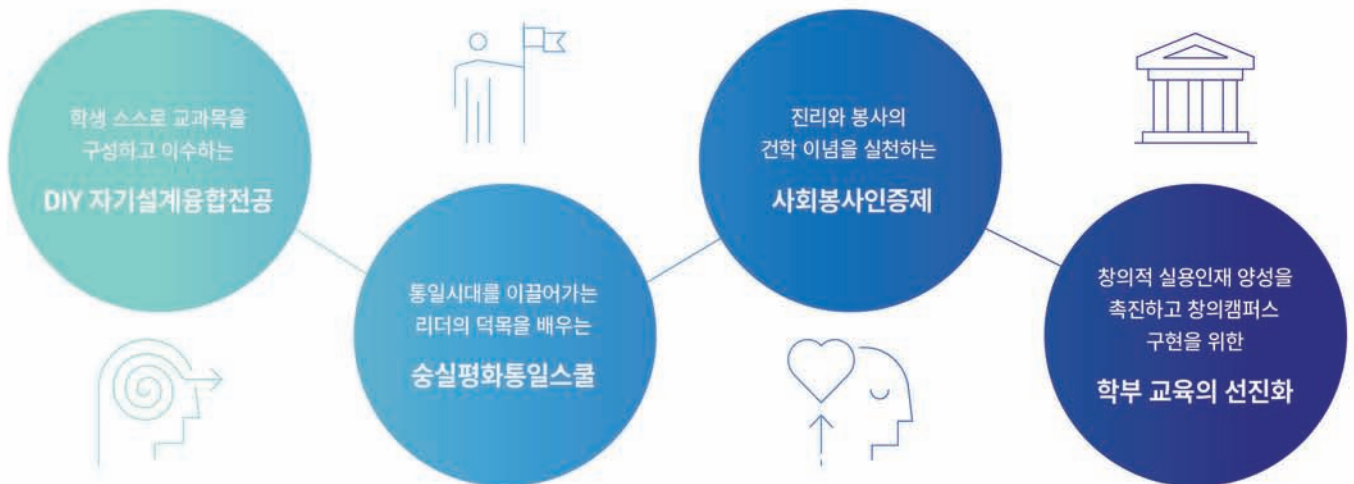 학생 스스로 교과목을
구성하고 이수하는
DIY 자기설계융합전공
통일시대를 이끌어가는
리더의 덕목을 배우는
숭실평화통일스쿨
진리와 봉사의
건학 이념을 실천하는
사회봉사인증제
창의적 실용인재 양성을
촉진하고 창의캠퍼스
구현을 위한
학부 교육의 선진화